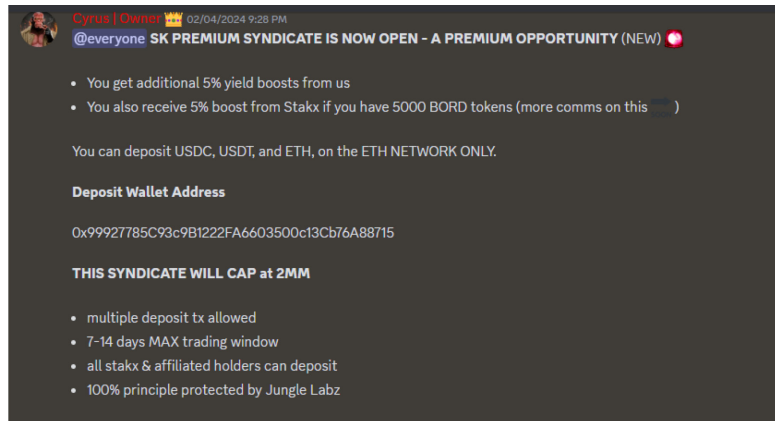 Cyrus | Owner 02/04/2024 9:28 PM
@everyone SK PREMIUM SYNDICATE IS NOW OPEN - A PREMIUM OPPORTUNITY (NEW)
• You get additional 5% yield boosts from us
• You also receive 5% boost from Stakx if you have 5000 BORD tokens (more comms on this )
You can deposit USDC, USDT, and ETH, on the ETH NETWORK ONLY.
Deposit Wallet Address
0x99927785C93c9B1222FA6603500c13Cb76A88715
THIS SYNDICATE WILL CAP at 2MM
• multiple deposit tx allowed
• 7-14 days MAX trading window
• all stakx & affiliated holders can deposit
• 100% principle protected by Jungle Labz